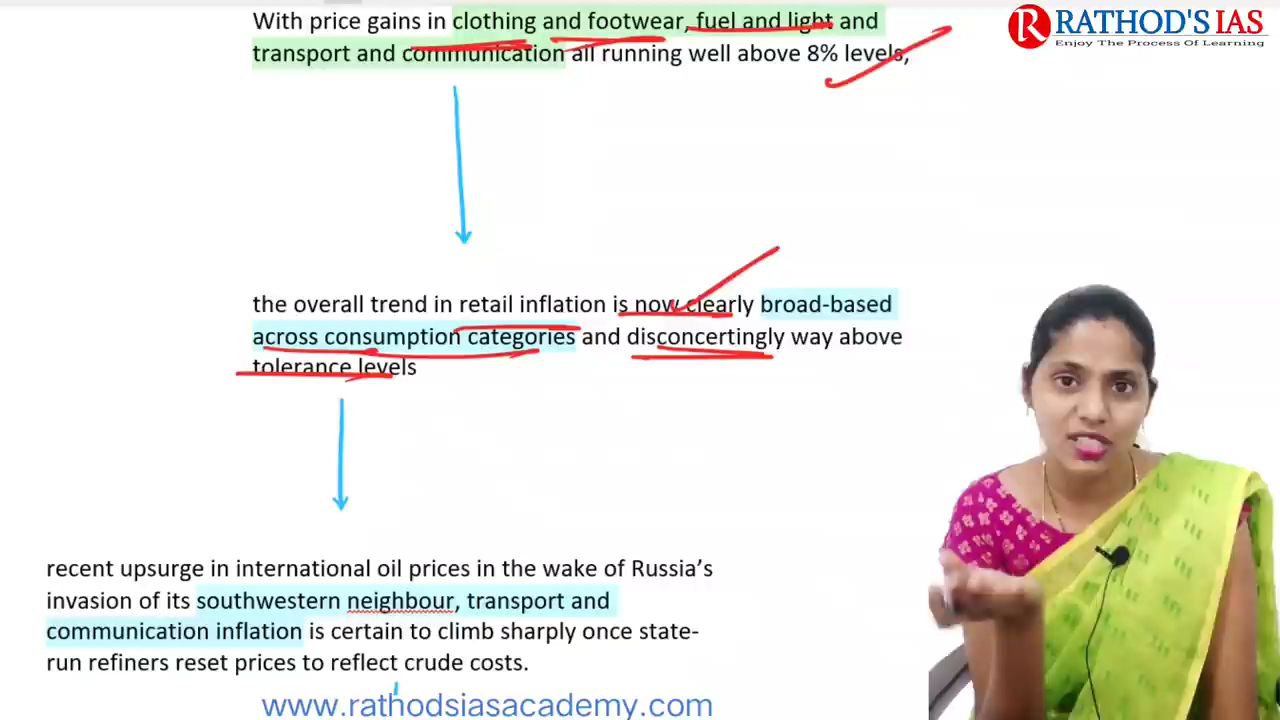 With price gains in clothing and footwear, fuel and light and
transport and communication all running well above 8% levels,
R RATHOD'S IAS
Enjoy The Process Of Learning
the overall trend in retail inflation is now clearly broad-based
across consumption categories and disconcertingly way above
tolerance levels
recent upsurge in international oil prices in the wake of Russia’s
invasion of its southwestern neighbour, transport and
communication inflation is certain to climb sharply once state-
run refiners reset prices to reflect crude costs.
www.rathodsiasacademy.com